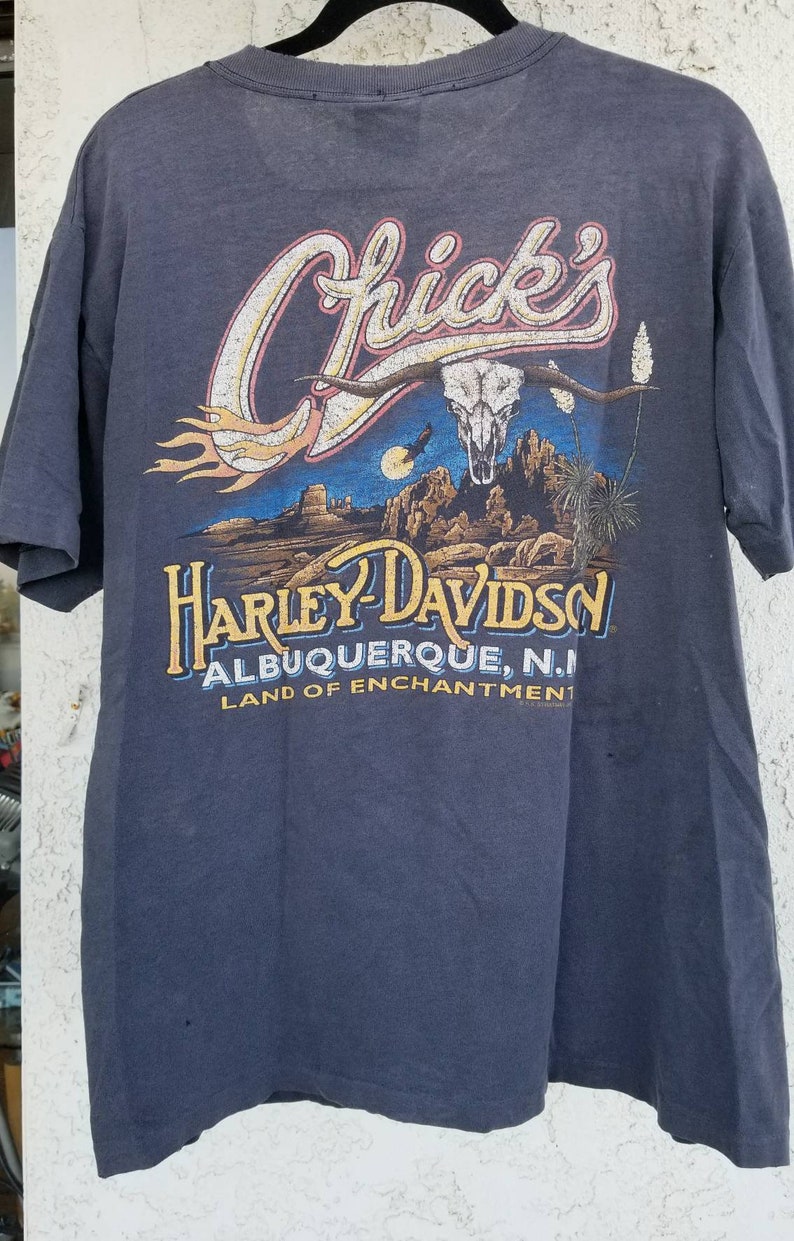 Chick's
HARLEY-DAVIDSON®
ALBUQUERQUE, N.M
LAND OF ENCHANTMENT